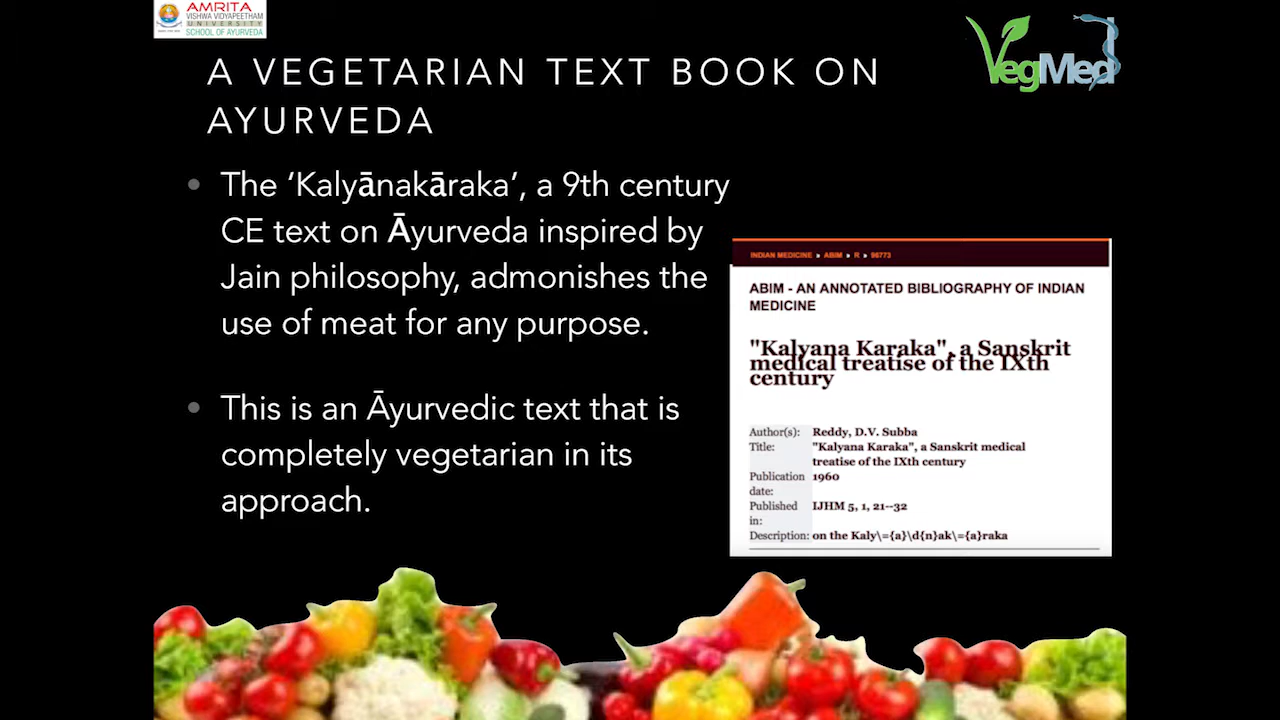 AMRITA
VISHWA VIDYAPEETHAM
UNIVERSITY
SCHOOL OF AYURVEDA
VegMed
A VEGETARIAN TEXT BOOK ON
AYURVEDA
• The ‘Kalyānakāraka’, a 9th century
CE text on Āyurveda inspired by
Jain philosophy, admonishes the
use of meat for any purpose.
• This is an Āyurvedic text that is
completely vegetarian in its
approach.
INDIAN MEDICINE » ABIM » R » 96773
ABIM - AN ANNOTATED BIBLIOGRAPHY OF INDIAN
MEDICINE
"Kalyana Karaka", a Sanskrit
medical treatise of the IXth
century
Author(s): Reddy, D.V. Subba
Title: "Kalyana Karaka", a Sanskrit medical
treatise of the IXth century
Publication 1960
date:
Published IJHM 5, 1, 21--32
in:
Description: on the Kaly\={a}\d{n}ak\={a}raka